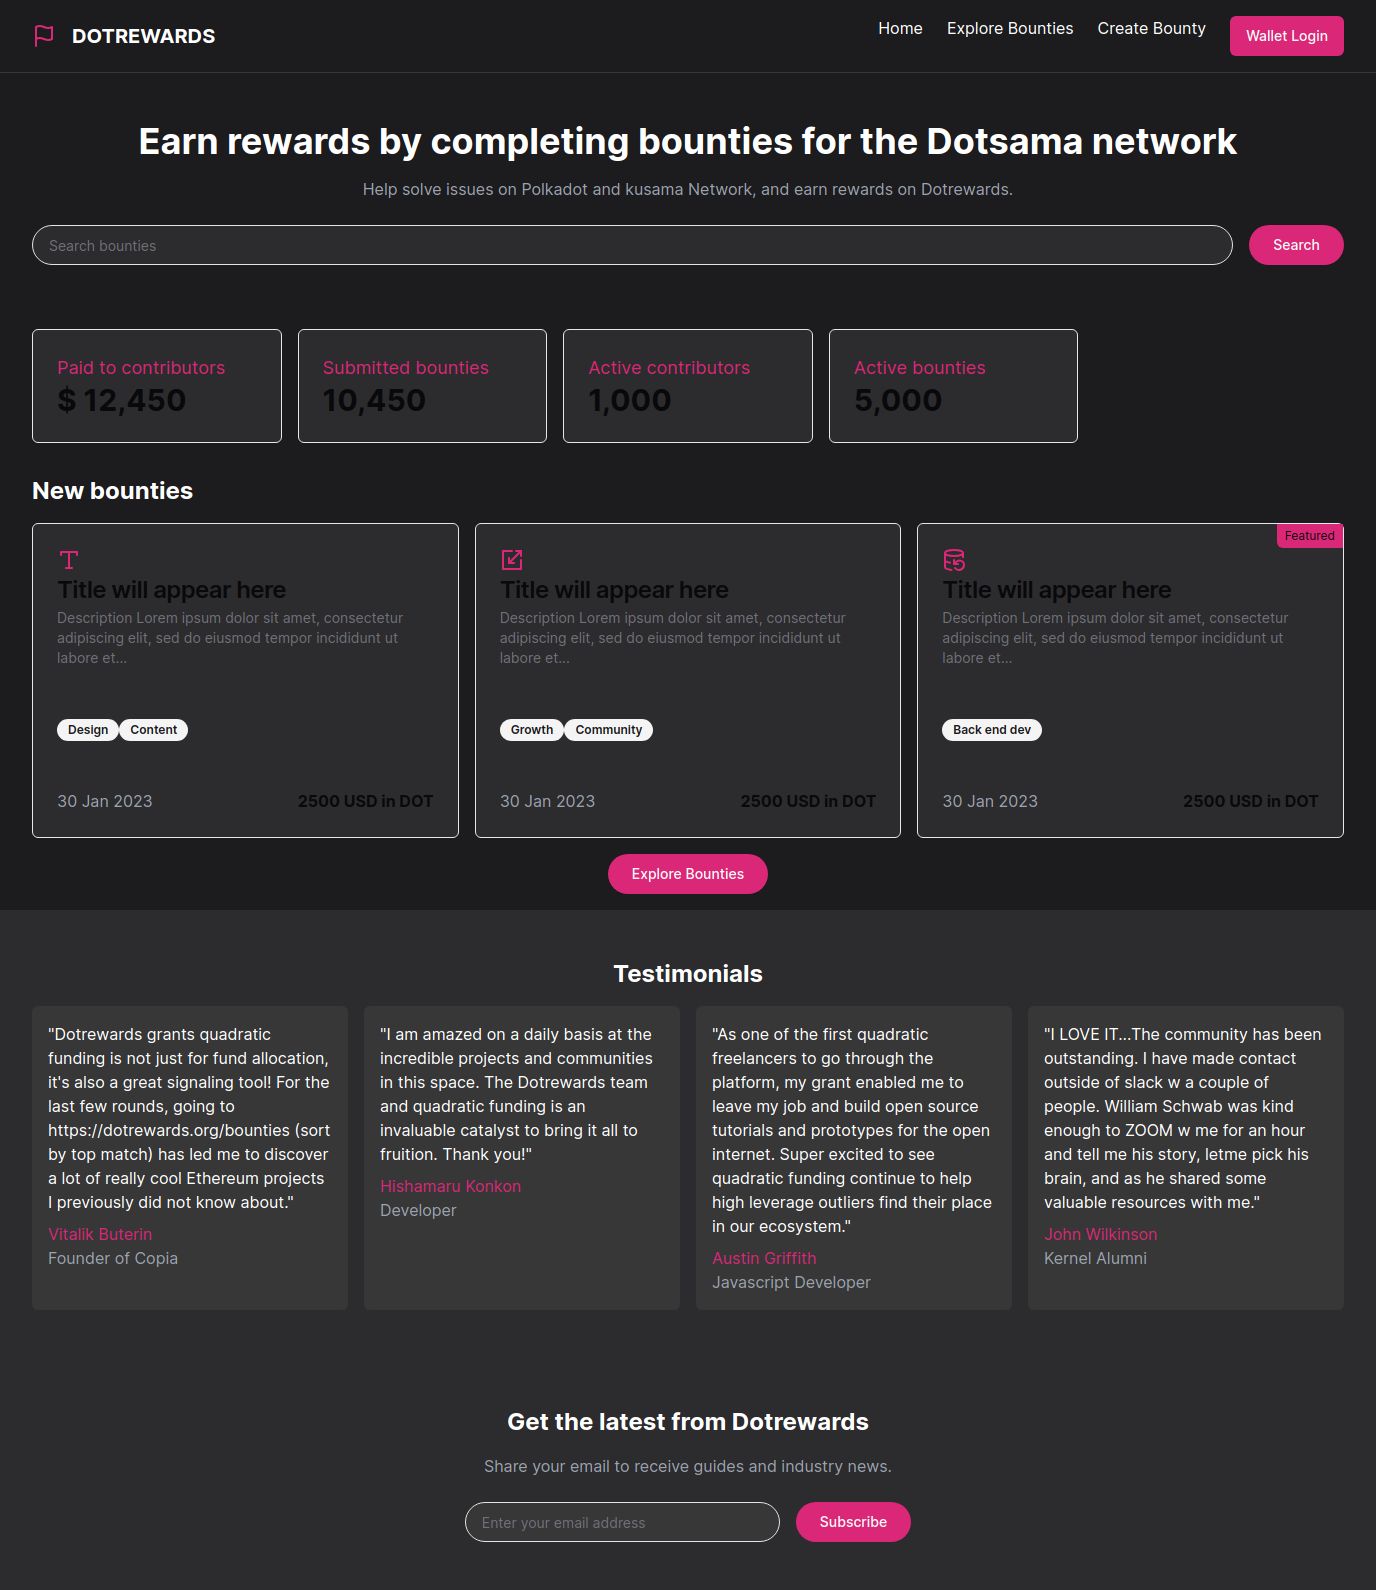 DOTREWARDS
Home Explore Bounties Create Bounty Wallet Login
Earn rewards by completing bounties for the Dotsama network
Help solve issues on Polkadot and kusama Network, and earn rewards on Dotrewards.
Search bounties Search
Paid to contributors
$ 12,450
Submitted bounties
10,450
Active contributors
1,000
Active bounties
5,000
New bounties
Title will appear here
Description Lorem ipsum dolor sit amet, consectetur
adipiscing elit, sed do eiusmod tempor incididunt ut
labore et...
Design Content
30 Jan 2023 2500 USD in DOT
Title will appear here
Description Lorem ipsum dolor sit amet, consectetur
adipiscing elit, sed do eiusmod tempor incididunt ut
labore et...
Growth Community
30 Jan 2023 2500 USD in DOT
Featured
Title will appear here
Description Lorem ipsum dolor sit amet, consectetur
adipiscing elit, sed do eiusmod tempor incididunt ut
labore et...
Back end dev
30 Jan 2023 2500 USD in DOT
Explore Bounties
Testimonials
"Dotrewards grants quadratic
funding is not just for fund allocation,
it's also a great signaling tool! For the
last few rounds, going to
https://dotrewards.org/bounties (sort
by top match) has led me to discover
a lot of really cool Ethereum projects
I previously did not know about."
Vitalik Buterin
Founder of Copia
"I am amazed on a daily basis at the
incredible projects and communities
in this space. The Dotrewards team
and quadratic funding is an
invaluable catalyst to bring it all to
fruition. Thank you!"
Hishamaru Konkon
Developer
"As one of the first quadratic
freelancers to go through the
platform, my grant enabled me to
leave my job and build open source
tutorials and prototypes for the open
internet. Super excited to see
quadratic funding continue to help
high leverage outliers find their place
in our ecosystem."
Austin Griffith
Javascript Developer
"I LOVE IT...The community has been
outstanding. I have made contact
outside of slack w a couple of
people. William Schwab was kind
enough to ZOOM w me for an hour
and tell me his story, letme pick his
brain, and as he shared some
valuable resources with me."
John Wilkinson
Kernel Alumni
Get the latest from Dotrewards
Share your email to receive guides and industry news.
Enter your email address Subscribe